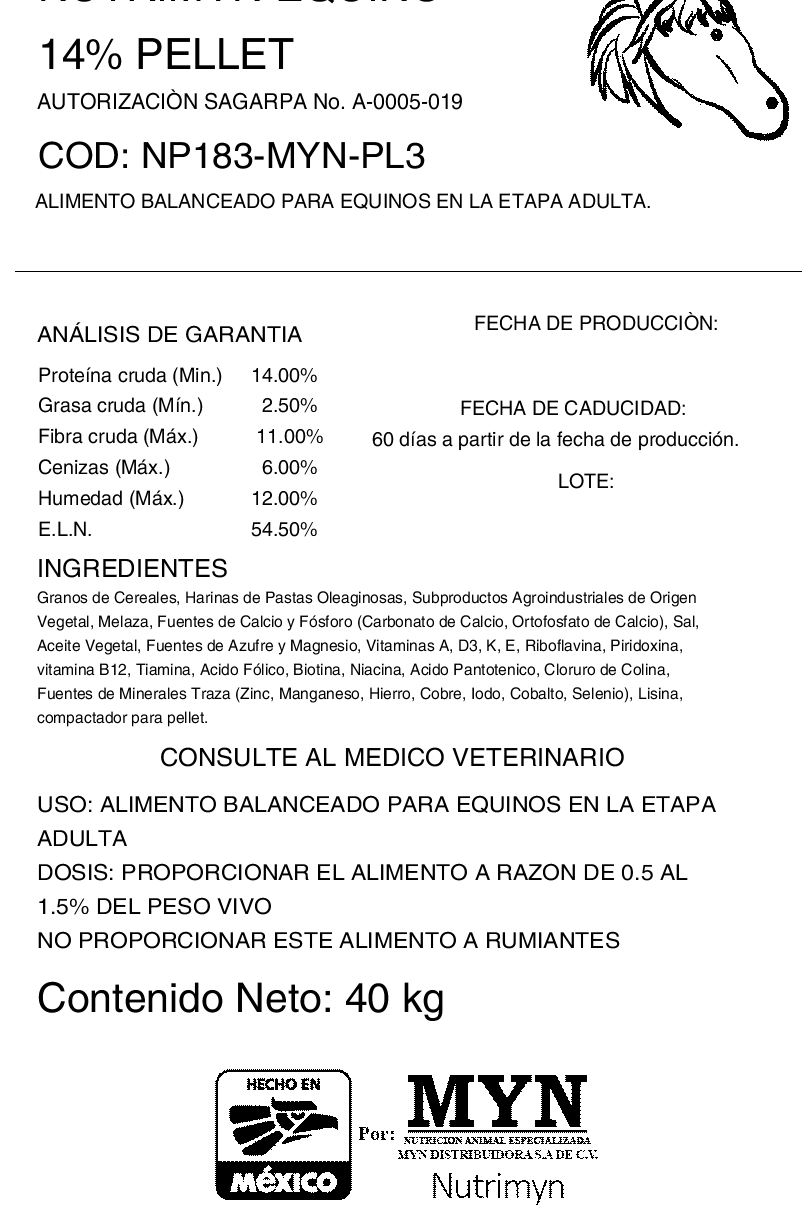 NUTRIMYN EQUINO
14% PELLET
AUTORIZACIÒN SAGARPA No. A-0005-019
COD: NP183-MYN-PL3
ALIMENTO BALANCEADO PARA EQUINOS EN LA ETAPA ADULTA.
ANÁLISIS DE GARANTIA
Proteína cruda (Min.) 14.00%
Grasa cruda (Mín.) 2.50%
Fibra cruda (Máx.) 11.00%
Cenizas (Máx.) 6.00%
Humedad (Máx.) 12.00%
E.L.N. 54.50%
FECHA DE PRODUCCIÒN:
FECHA DE CADUCIDAD:
60 días a partir de la fecha de producción.
LOTE:
INGREDIENTES
Granos de Cereales, Harinas de Pastas Oleaginosas, Subproductos Agroindustriales de Origen
Vegetal, Melaza, Fuentes de Calcio y Fósforo (Carbonato de Calcio, Ortofosfato de Calcio), Sal,
Aceite Vegetal, Fuentes de Azufre y Magnesio, Vitaminas A, D3, K, E, Riboflavina, Piridoxina,
vitamina B12, Tiamina, Acido Fólico, Biotina, Niacina, Acido Pantotenico, Cloruro de Colina,
Fuentes de Minerales Traza (Zinc, Manganeso, Hierro, Cobre, Iodo, Cobalto, Selenio), Lisina,
compactador para pellet.
CONSULTE AL MEDICO VETERINARIO
USO: ALIMENTO BALANCEADO PARA EQUINOS EN LA ETAPA
ADULTA
DOSIS: PROPORCIONAR EL ALIMENTO A RAZON DE 0.5 AL
1.5% DEL PESO VIVO
NO PROPORCIONAR ESTE ALIMENTO A RUMIANTES
Contenido Neto: 40 kg
HECHO EN
MéXICO
Por:
MYN
NUTRICION ANIMAL ESPECIALIZADA
MYN DISTRIBUIDORA S.A DE C.V.
Nutrimyn